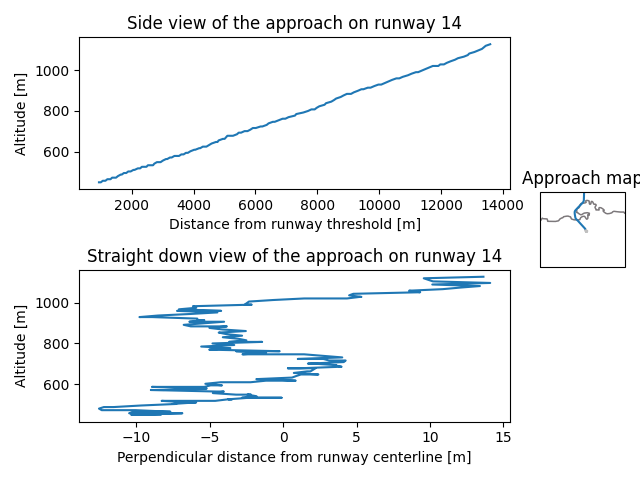 Side view of the approach on runway 14
Altitude [m]
1000
800
600
2000 4000 6000 8000 10000 12000 14000
Distance from runway threshold [m]
Approach map
Straight down view of the approach on runway 14
Altitude [m]
1000
800
600
−10 −5 0 5 10 15
Perpendicular distance from runway centerline [m]